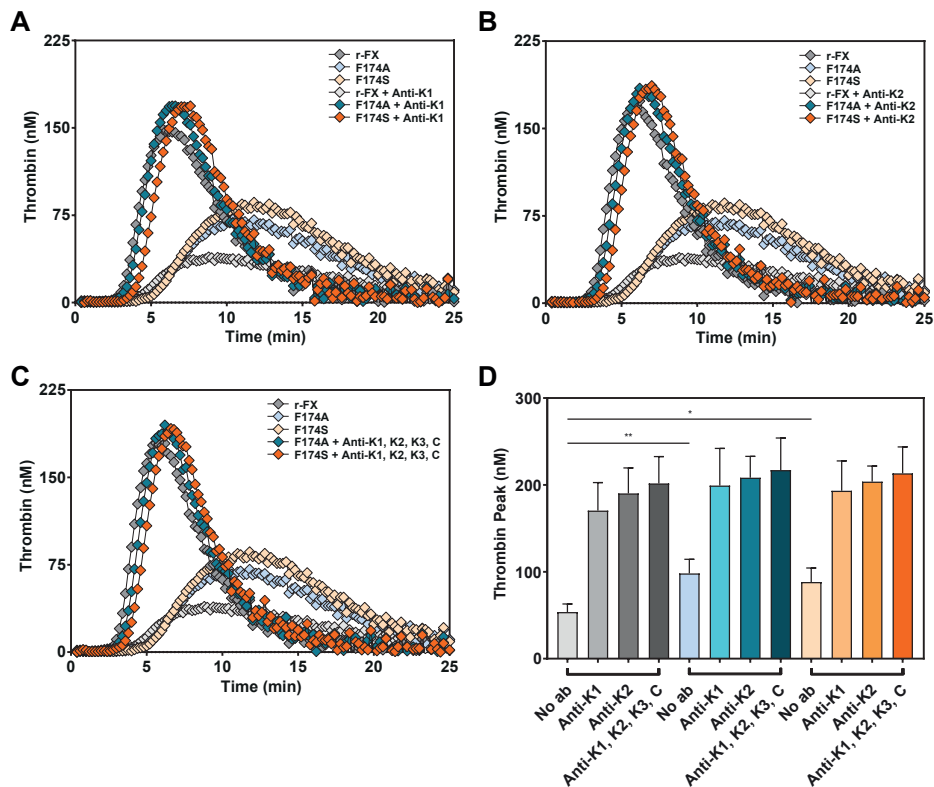 A
225
150
75
0
Thrombin (nM)
0 5 10 15 20 25
Time (min)
r-FX
F174A
F174S
r-FX + Anti-K1
F174A + Anti-K1
F174S + Anti-K1
B
225
150
75
0
Thrombin (nM)
0 5 10 15 20 25
Time (min)
r-FX
F174A
F174S
r-FX + Anti-K2
F174A + Anti-K2
F174S + Anti-K2
C
225
150
75
0
Thrombin (nM)
0 5 10 15 20 25
Time (min)
r-FX
F174A
F174S
F174A + Anti-K1, K2, K3, C
F174S + Anti-K1, K2, K3, C
D
300
200
100
0
Thrombin Peak (nM)
*
**
No ab
Anti-K1
Anti-K2
Anti-K1, K2, K3, C
No ab
Anti-K1
Anti-K2
Anti-K1, K2, K3, C
No ab
Anti-K1
Anti-K2
Anti-K1, K2, K3, C